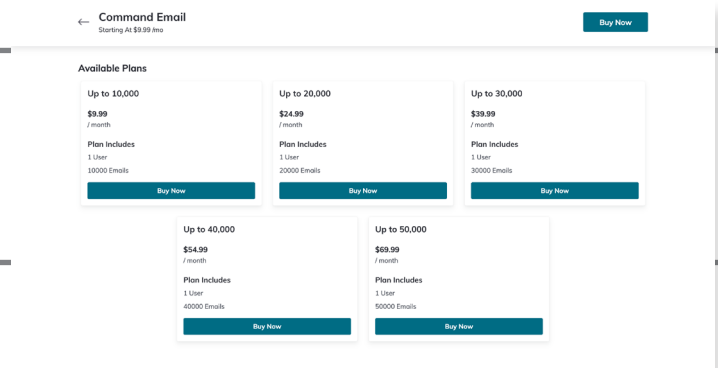 Command Email
Starting At $9.99 /mo
Buy Now
Available Plans
Up to 10,000
$9.99
/ month
Plan Includes
1 User
10000 Emails
Buy Now
Up to 20,000
$24.99
/ month
Plan Includes
1 User
20000 Emails
Buy Now
Up to 30,000
$39.99
/ month
Plan Includes
1 User
30000 Emails
Buy Now
Up to 40,000
$54.99
/ month
Plan Includes
1 User
40000 Emails
Buy Now
Up to 50,000
$69.99
/ month
Plan Includes
1 User
50000 Emails
Buy Now